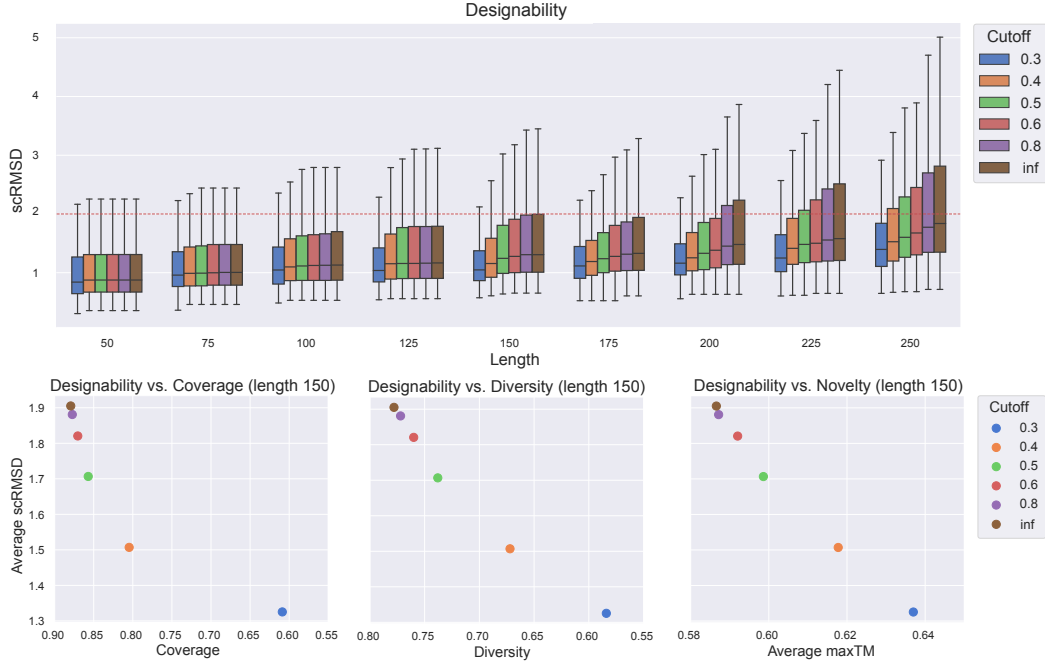 Designability
5
4
3
2
1
scRMSD
50 75 100 125 150 175 200 225 250
Length
Cutoff
0.3
0.4
0.5
0.6
0.8
inf
Designability vs. Coverage (length 150)
1.9
1.8
1.7
1.6
1.5
1.4
1.3
Average scRMSD
0.90 0.85 0.80 0.75 0.70 0.65 0.60 0.55
Coverage
Designability vs. Diversity (length 150)
0.80 0.75 0.70 0.65 0.60 0.55
Diversity
Designability vs. Novelty (length 150)
0.58 0.60 0.62 0.64
Average maxTM
Cutoff
0.3
0.4
0.5
0.6
0.8
inf